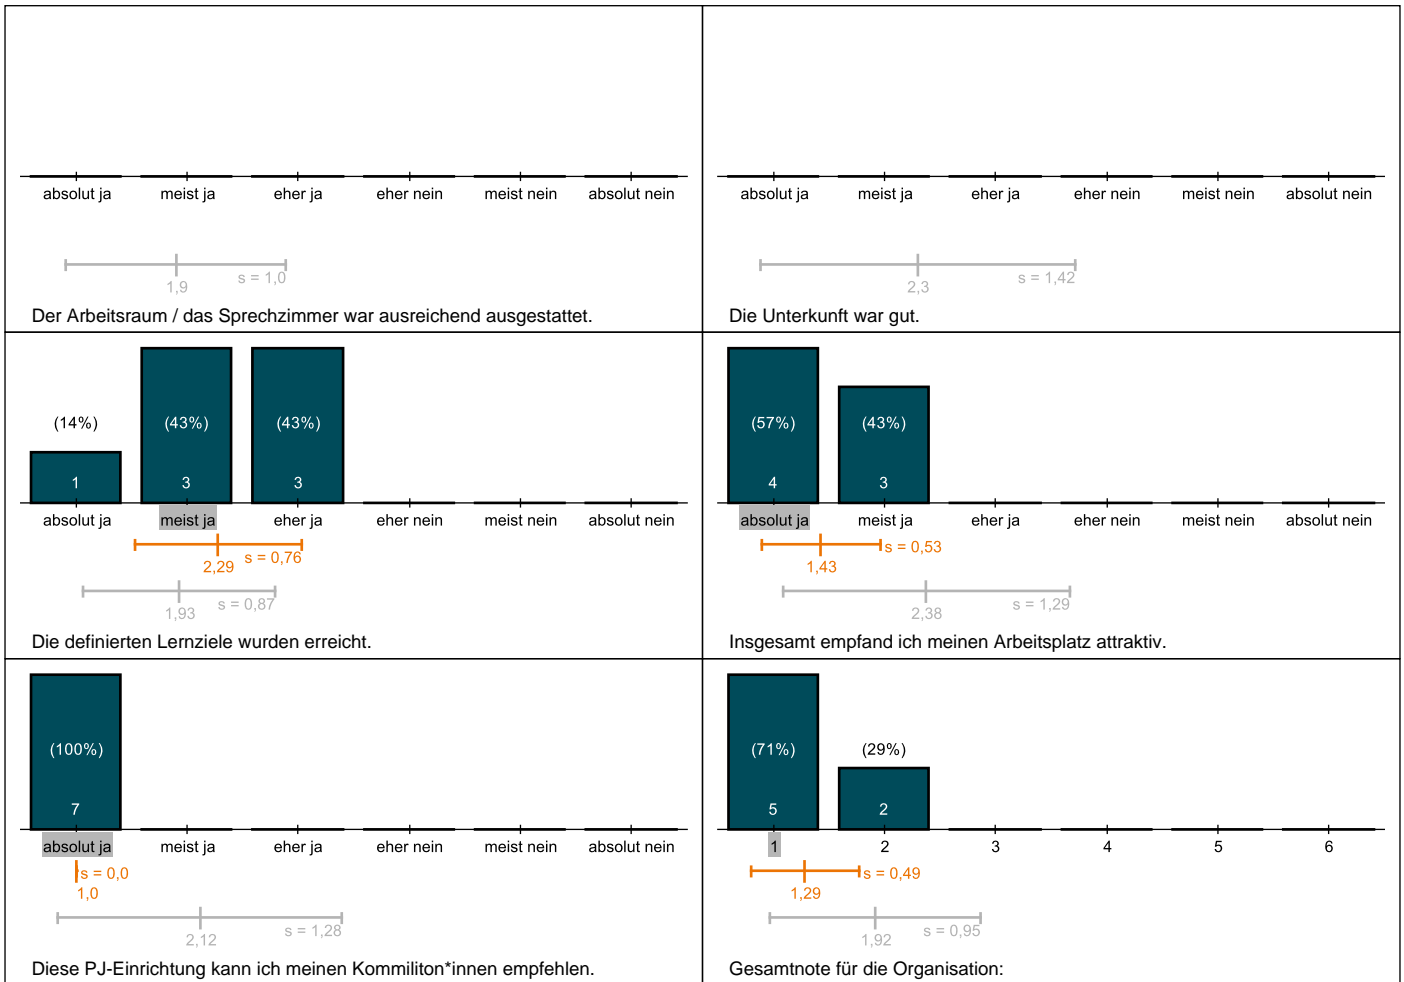 absolut ja meist ja eher ja eher nein meist nein absolut nein
s = 1,0
1,9
Der Arbeitsraum / das Sprechzimmer war ausreichend ausgestattet.
absolut ja meist ja eher ja eher nein meist nein absolut nein
s = 1,42
2,3
Die Unterkunft war gut.
(14%) (43%) (43%)
1 3 3
absolut ja meist ja eher ja eher nein meist nein absolut nein
s = 0,76
2,29
s = 0,87
1,93
Die definierten Lernziele wurden erreicht.
(57%) (43%)
4 3
absolut ja meist ja eher ja eher nein meist nein absolut nein
s = 0,53
1,43
s = 1,29
2,38
Insgesamt empfand ich meinen Arbeitsplatz attraktiv.
(100%)
7
absolut ja meist ja eher ja eher nein meist nein absolut nein
s = 0,0
1,0
s = 1,28
2,12
Diese PJ-Einrichtung kann ich meinen Kommiliton*innen empfehlen.
(71%) (29%)
5 2
1 2 3 4 5 6
s = 0,49
1,29
s = 0,95
1,92
Gesamtnote für die Organisation: